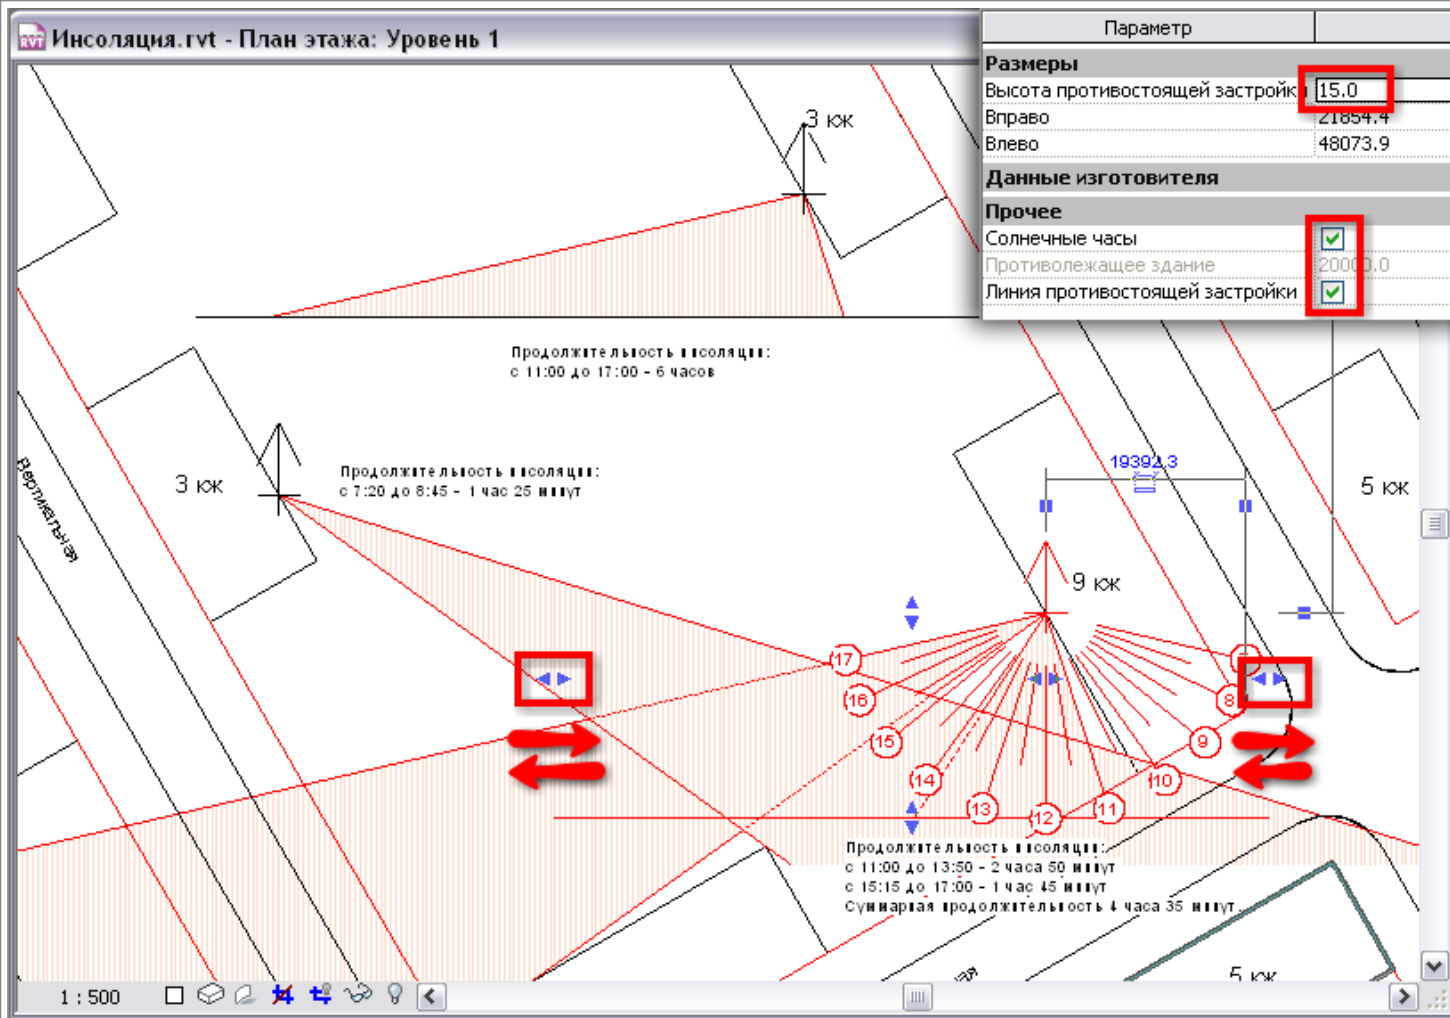 Инсоляция.rvt - План этажа: Уровень 1
Параметр
Размеры
Высота противостоящей застройки 15.0
Вправо 21854.4
Влево 48073.9
Данные изготовителя
Прочее
Солнечные часы
Противолежащее здание 20000.0
Линия противостоящей застройки
3 кж
Продолжительность инсоляции:
с 11:00 до 17:00 - 6 часов
Вертикальная
3 кж
Продолжительность инсоляции:
с 7:20 до 8:45 - 1 час 25 минут
19392.3
5 кж
9 кж
17
16
15
14
13
12
11
10
9
8
Продолжительность инсоляции:
с 11:00 до 13:50 - 2 часа 50 минут
с 15:15 до 17:00 - 1 час 45 минут
Суммарная продолжительность 4 часа 35 минут
5 кж
1 : 500